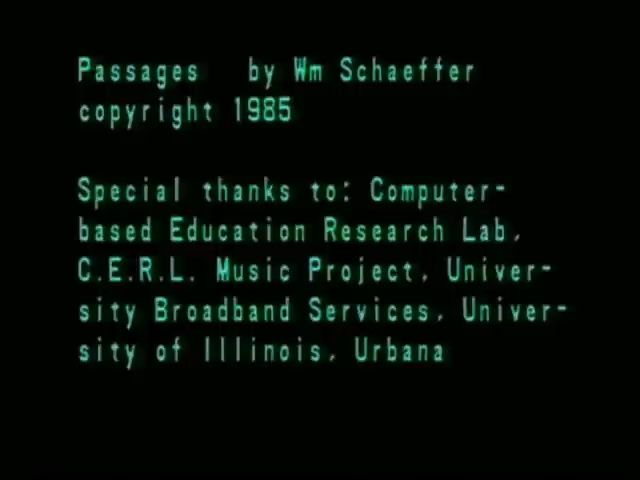 Passages by Wm Schaeffer
copyright 1985
Special thanks to: Computer-
based Education Research Lab,
C.E.R.L. Music Project, Univer-
sity Broadband Services, Univer-
sity of Illinois, Urbana